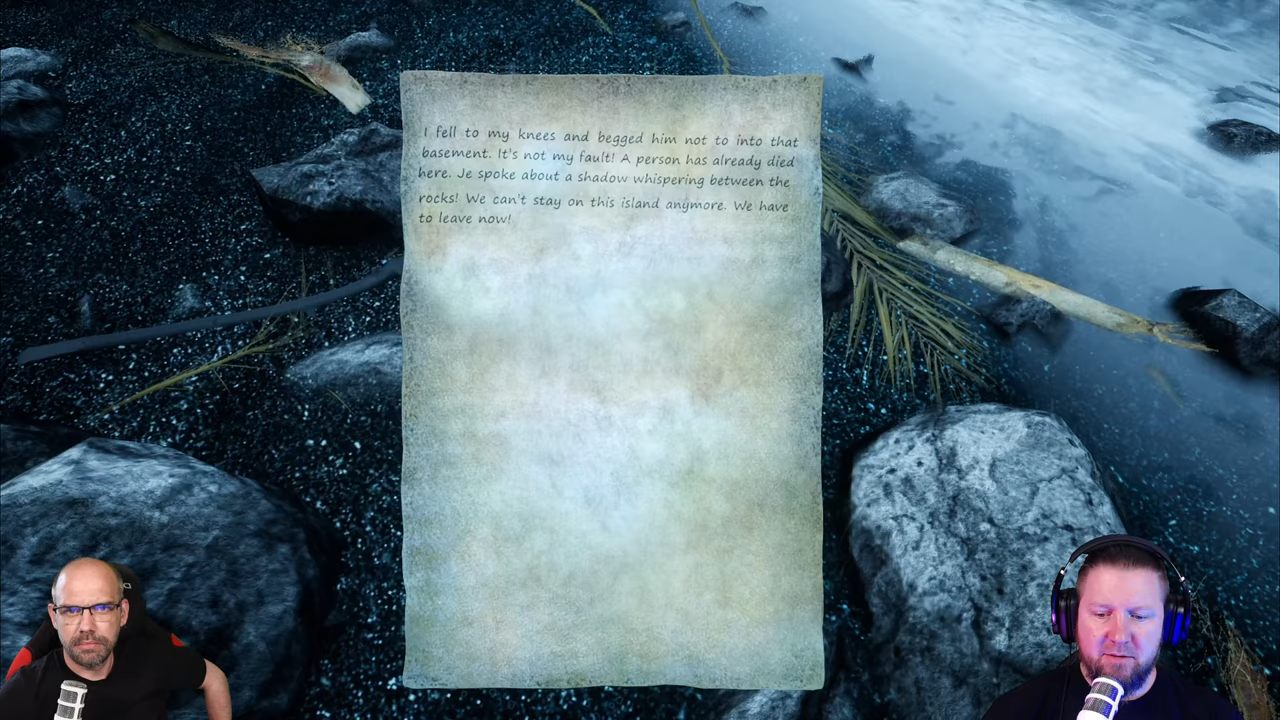 I fell to my knees and begged him not to into that
basement. It's not my fault! A person has already died
here. Je spoke about a shadow whispering between the
rocks! We can't stay on this island anymore. We have
to leave now!